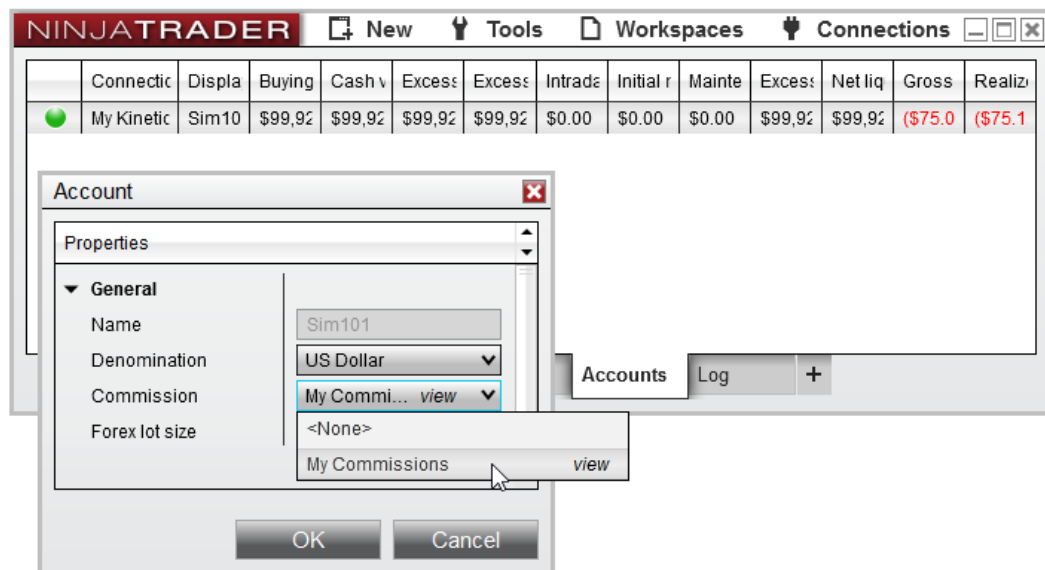 NINJATRADER New Tools Workspaces Connections
Connectic Displa Buying Cash v Excess Excess Intrada Initial r Mainte Excess Net liq Gross Realiz
My Kinetic Sim10 $99,92 $99,92 $99,92 $99,92 $0.00 $0.00 $0.00 $99,92 $99,92 ($75.0 ($75.1
Account
Properties
General
Name Sim101
Denomination US Dollar
Commission My Commi... view
Forex lot size
<None>
My Commissions view
OK Cancel
Accounts Log +